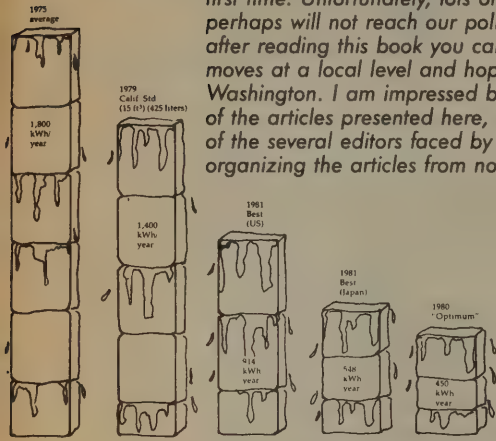 first time. Unfortunately, lots o
perhaps will not reach our poli
after reading this book you ca
moves at a local level and hop
Washington. I am impressed b
of the articles presented here,
of the several editors faced by
organizing the articles from no
1975
average
1,800
kWh/
year
1979
Calif Std
(15 ft³) (425 liters)
1,400
kWh/
year
1981
Best
(US)
914
kWh
year
1981
Best
(Japan)
548
kWh
year
1980
"Optimum"
450
kWh
year